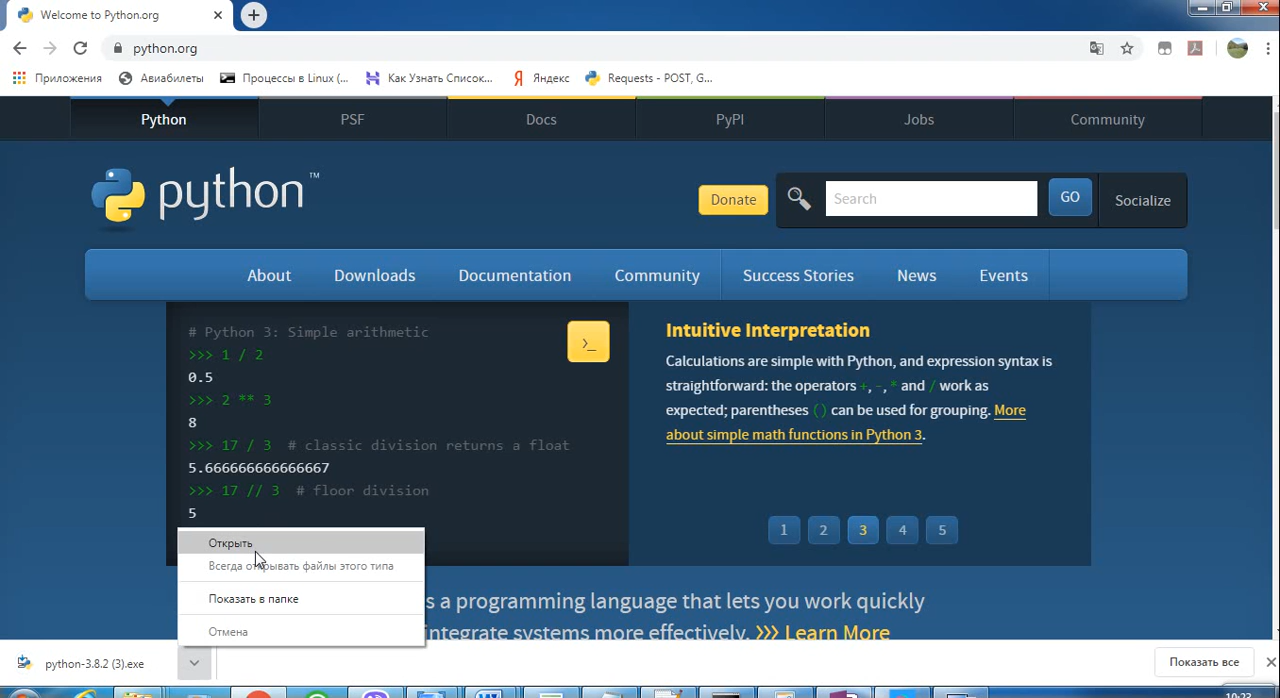 Welcome to Python.org
python.org
Приложения Авиабилеты Процессы в Linux (... Как Узнать Список... Яндекс Requests - POST, G...
Python PSF Docs PyPI Jobs Community
python™
Donate Search GO Socialize
About Downloads Documentation Community Success Stories News Events
# Python 3: Simple arithmetic
>>> 1 / 2
0.5
>>> 2 ** 3
8
>>> 17 / 3 # classic division returns a float
5.666666666666667
>>> 17 // 3 # floor division
5
>_
Intuitive Interpretation
Calculations are simple with Python, and expression syntax is
straightforward: the operators +, -, * and / work as
expected; parentheses () can be used for grouping. More
about simple math functions in Python 3.
1 2 3 4 5
Открыть
Всегда открывать файлы этого типа
Показать в папке
Отмена
s a programming language that lets you work quickly
integrate systems more effectively. >>> Learn More
python-3.8.2 (3).exe
Показать все
10:23